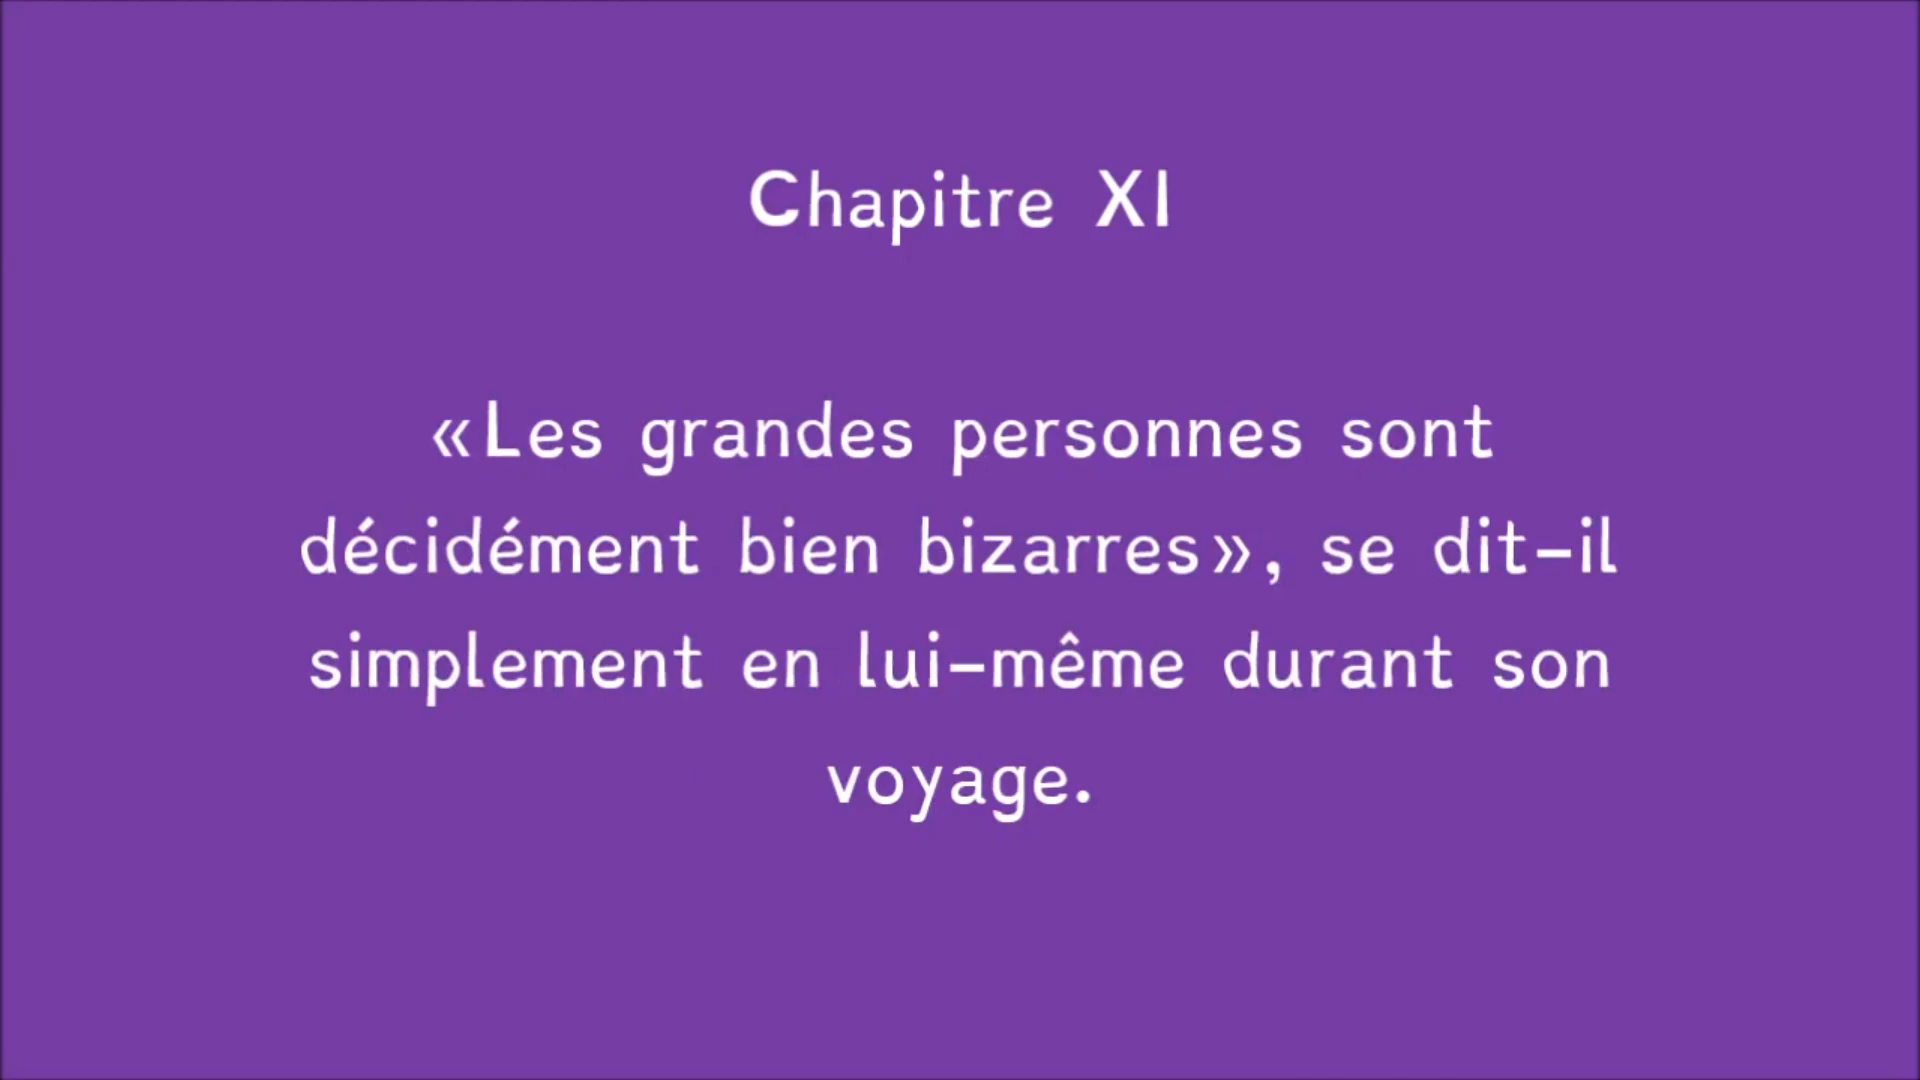 Chapitre XI
«Les grandes personnes sont
décidément bien bizarres», se dit-il
simplement en lui-même durant son
voyage.